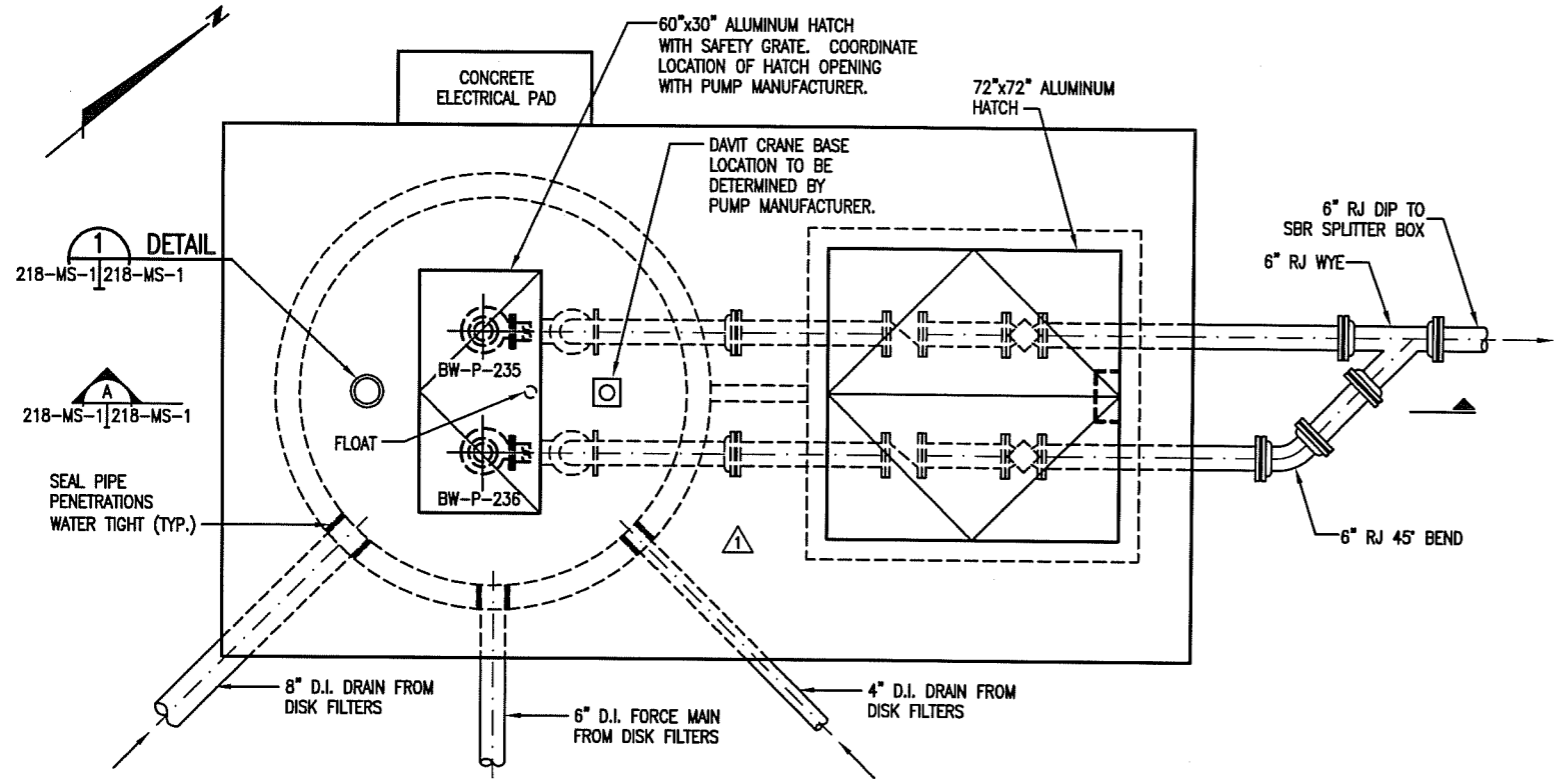 N
60"x30" ALUMINUM HATCH
WITH SAFETY GRATE. COORDINATE
LOCATION OF HATCH OPENING
WITH PUMP MANUFACTURER.
CONCRETE
ELECTRICAL PAD
72"x72" ALUMINUM
HATCH
DAVIT CRANE BASE
LOCATION TO BE
DETERMINED BY
PUMP MANUFACTURER.
6" RJ DIP TO
SBR SPLITTER BOX
6" RJ WYE
1 DETAIL
218-MS-1 218-MS-1
BW-P-235
A
218-MS-1 218-MS-1
FLOAT
BW-P-236
SEAL PIPE
PENETRATIONS
WATER TIGHT (TYP.)
1
6" RJ 45° BEND
8" D.I. DRAIN FROM
DISK FILTERS
6" D.I. FORCE MAIN
FROM DISK FILTERS
4" D.I. DRAIN FROM
DISK FILTERS